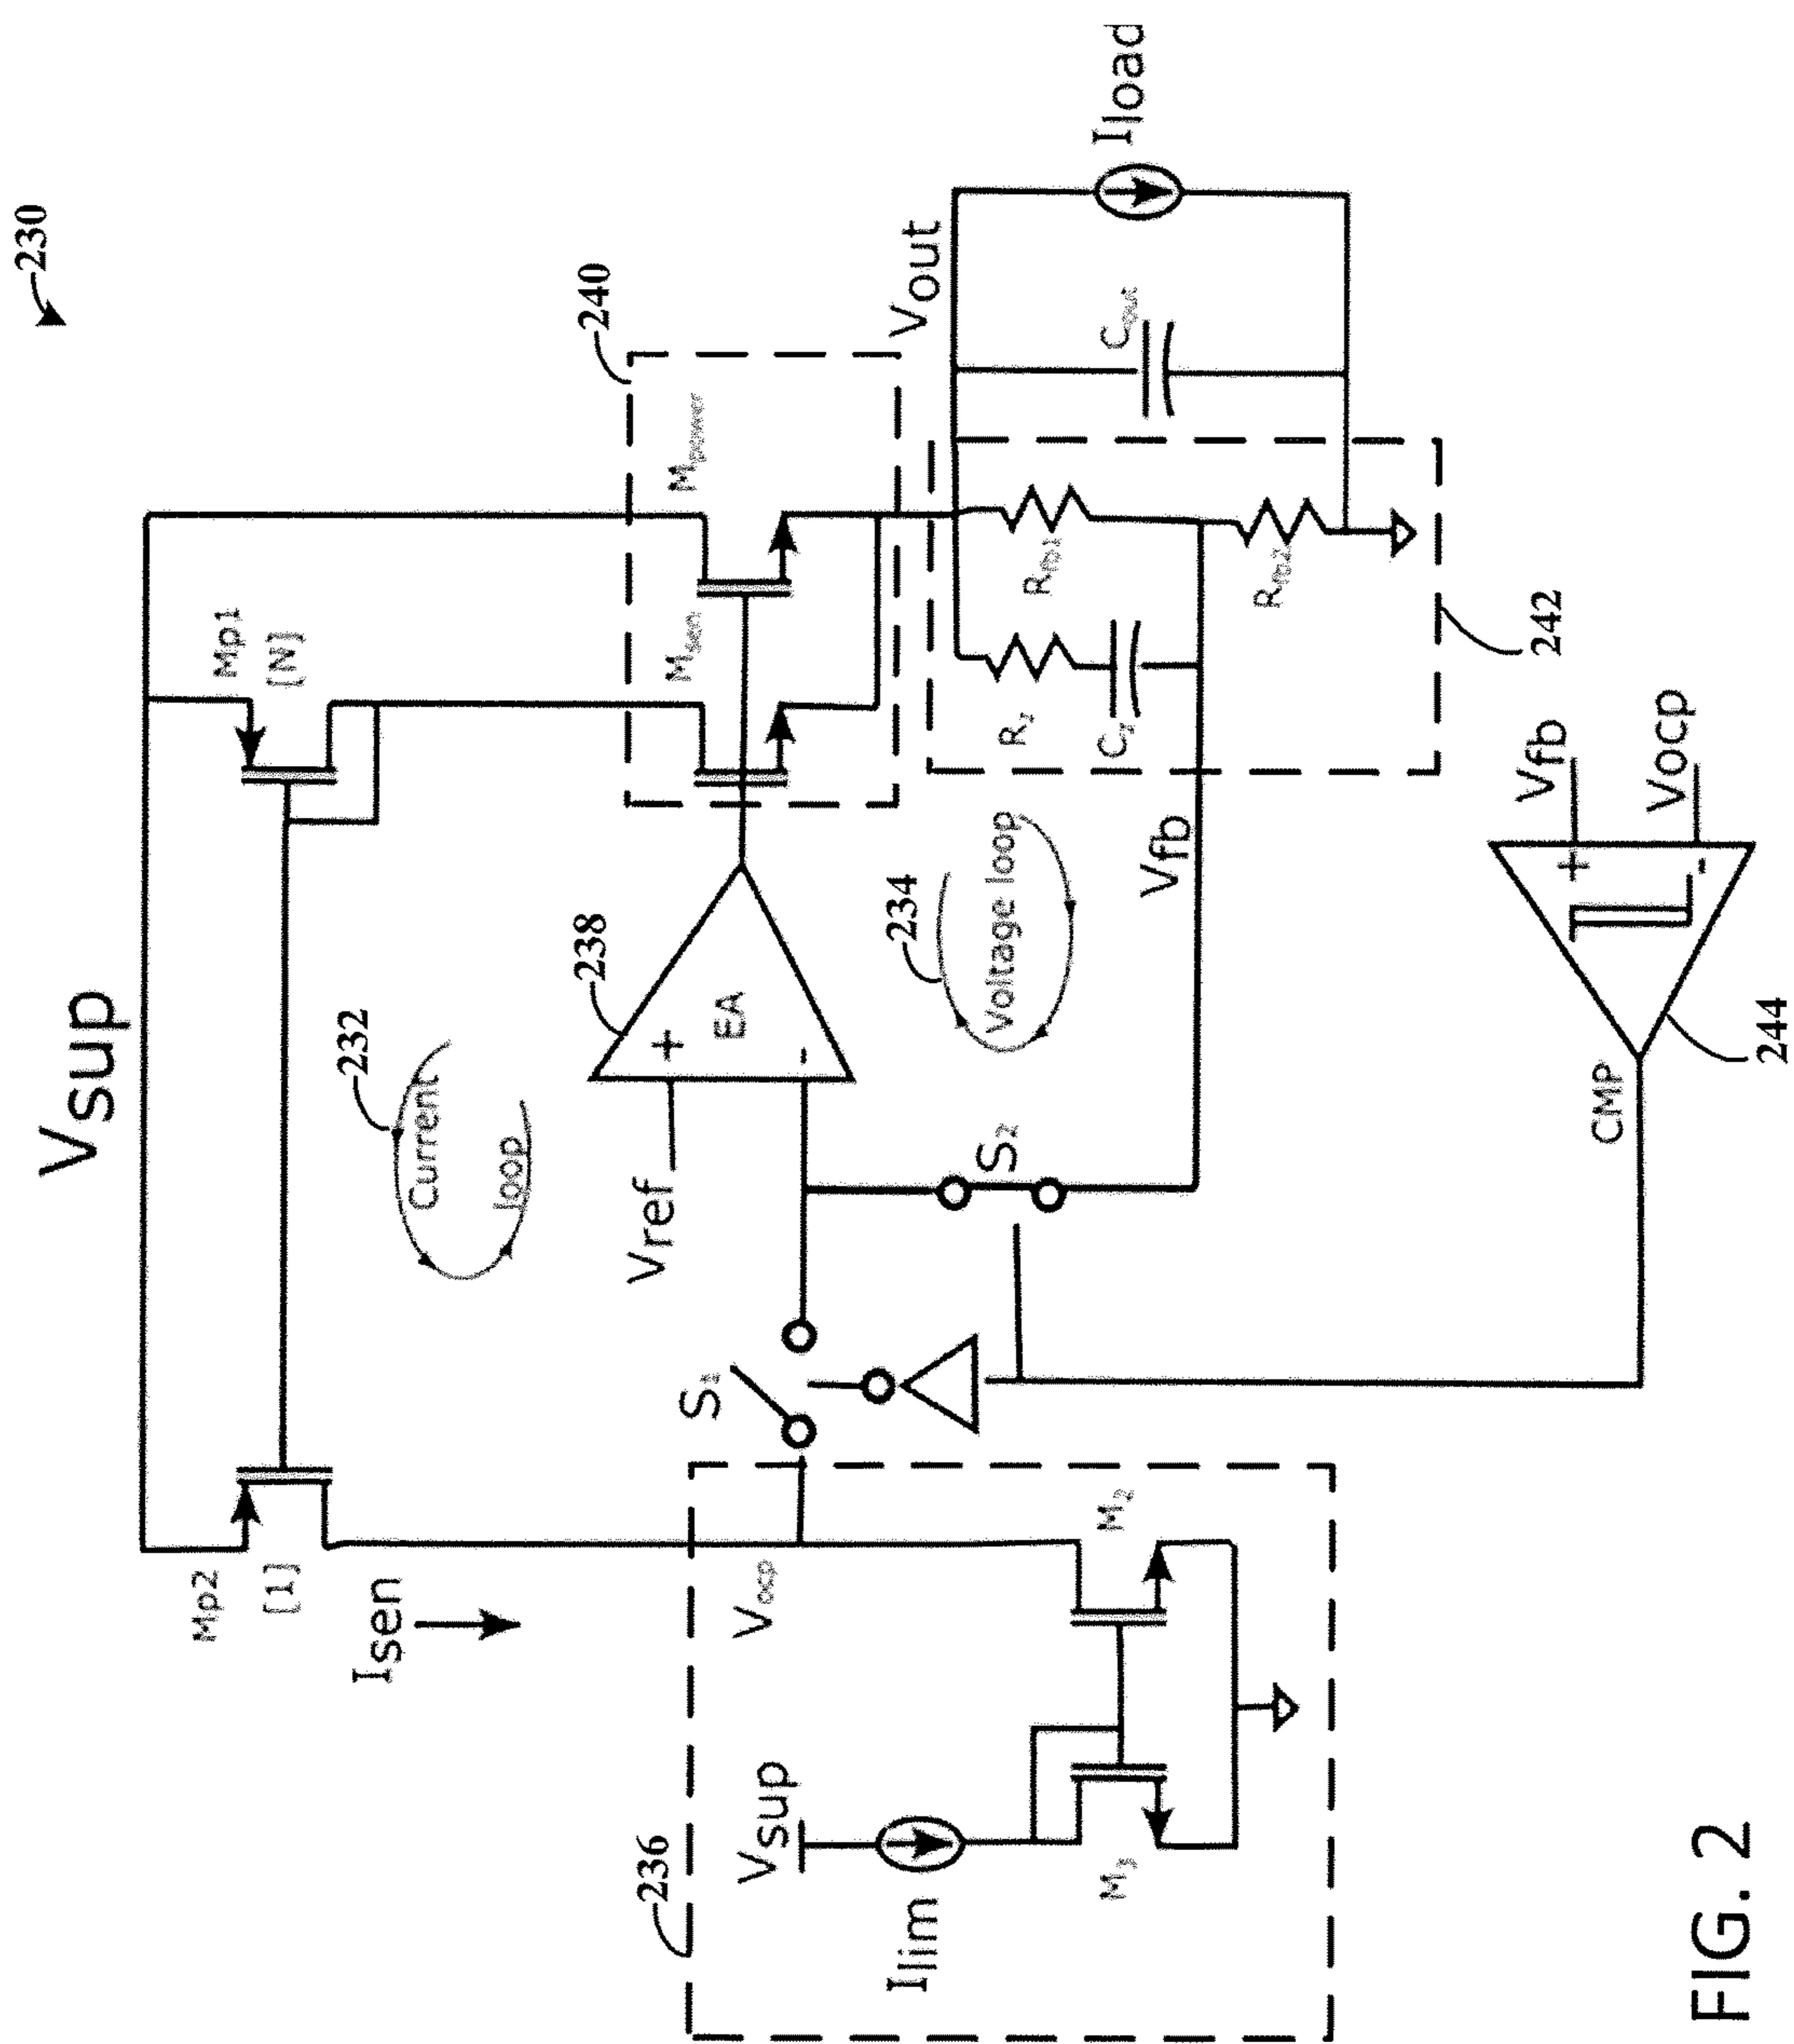 230
Vsup
Mp2
[1]
Mp1
[N]
Isen
232
Current
loop
240
Msen
Mpower
238
+
EA
-
Vref
S1
S2
234
Voltage loop
Vfb
Vout
Iload
Cout
Rz
Cz
Rfb1
Rfb2
242
236
Vocp
Vsup
Ilim
M3
M2
Vfb
Vocp
+
-
CMP
244
FIG. 2